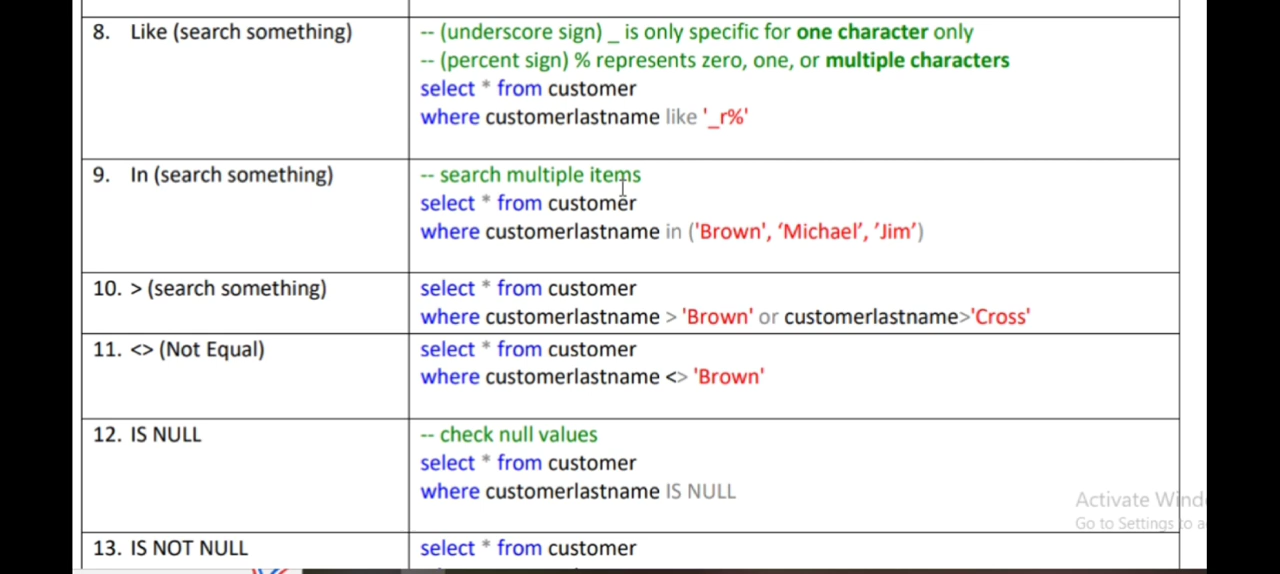 8. Like (search something)
-- (underscore sign) _ is only specific for one character only
-- (percent sign) % represents zero, one, or multiple characters
select * from customer
where customerlastname like '_r%'
9. In (search something)
-- search multiple items
select * from customer
where customerlastname in ('Brown', ‘Michael’, ’Jim’)
10. > (search something)
select * from customer
where customerlastname > 'Brown' or customerlastname>'Cross'
11. <> (Not Equal)
select * from customer
where customerlastname <> 'Brown'
12. IS NULL
-- check null values
select * from customer
where customerlastname IS NULL
13. IS NOT NULL
select * from customer
Activate Wind
Go to Settings to a